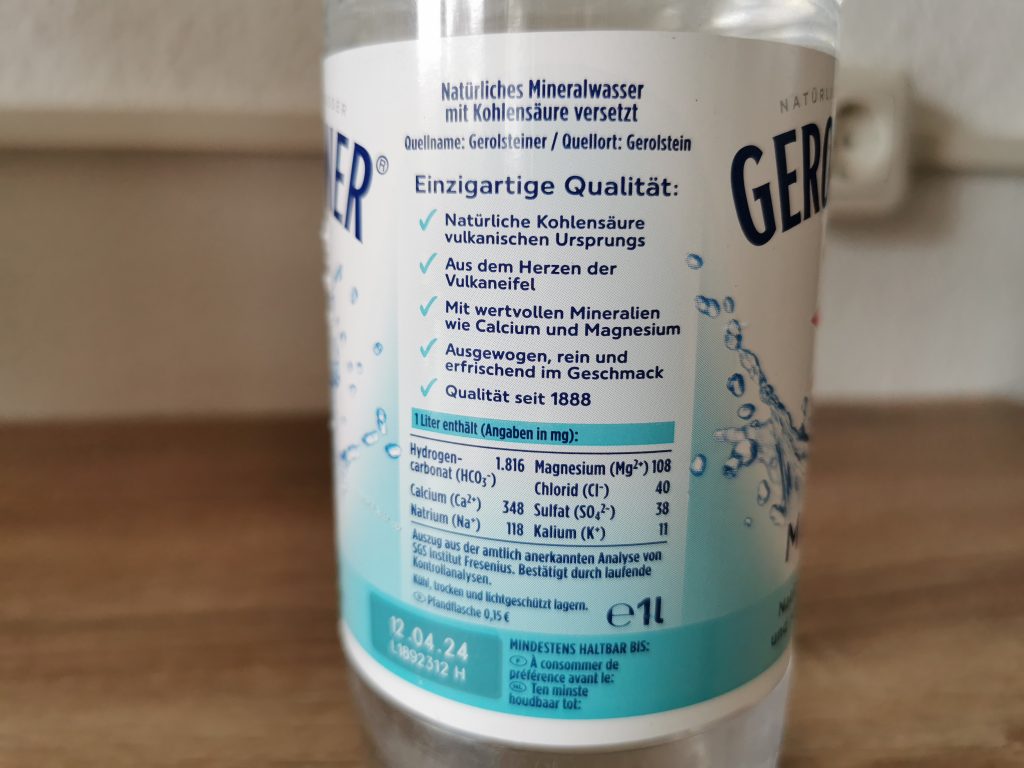 Natürliches Mineralwasser
mit Kohlensäure versetzt
Quellname: Gerolsteiner / Quellort: Gerolstein
Einzigartige Qualität:
✓ Natürliche Kohlensäure
vulkanischen Ursprungs
✓ Aus dem Herzen der
Vulkaneifel
✓ Mit wertvollen Mineralien
wie Calcium und Magnesium
✓ Ausgewogen, rein und
erfrischend im Geschmack
✓ Qualität seit 1888
1 Liter enthält (Angaben in mg):
Hydrogen-
carbonat (HCO₃⁻) 1.816 Magnesium (Mg²⁺) 108
Chlorid (Cl⁻) 40
Calcium (Ca²⁺) 348 Sulfat (SO₄²⁻) 38
Natrium (Na⁺) 118 Kalium (K⁺) 11
Auszug aus der amtlich anerkannten Analyse von
SGS Institut Fresenius. Bestätigt durch laufende
Kontrollanalysen.
Kühl, trocken und lichtgeschützt lagern.
Pfandflasche 0,15 €
℮1l
12.04.24
L1892312 H
MINDESTENS HALTBAR BIS:
À consommer de
préférence avant le:
Ten minste
houdbaar tot:
NER®
NATÜRL
GERO